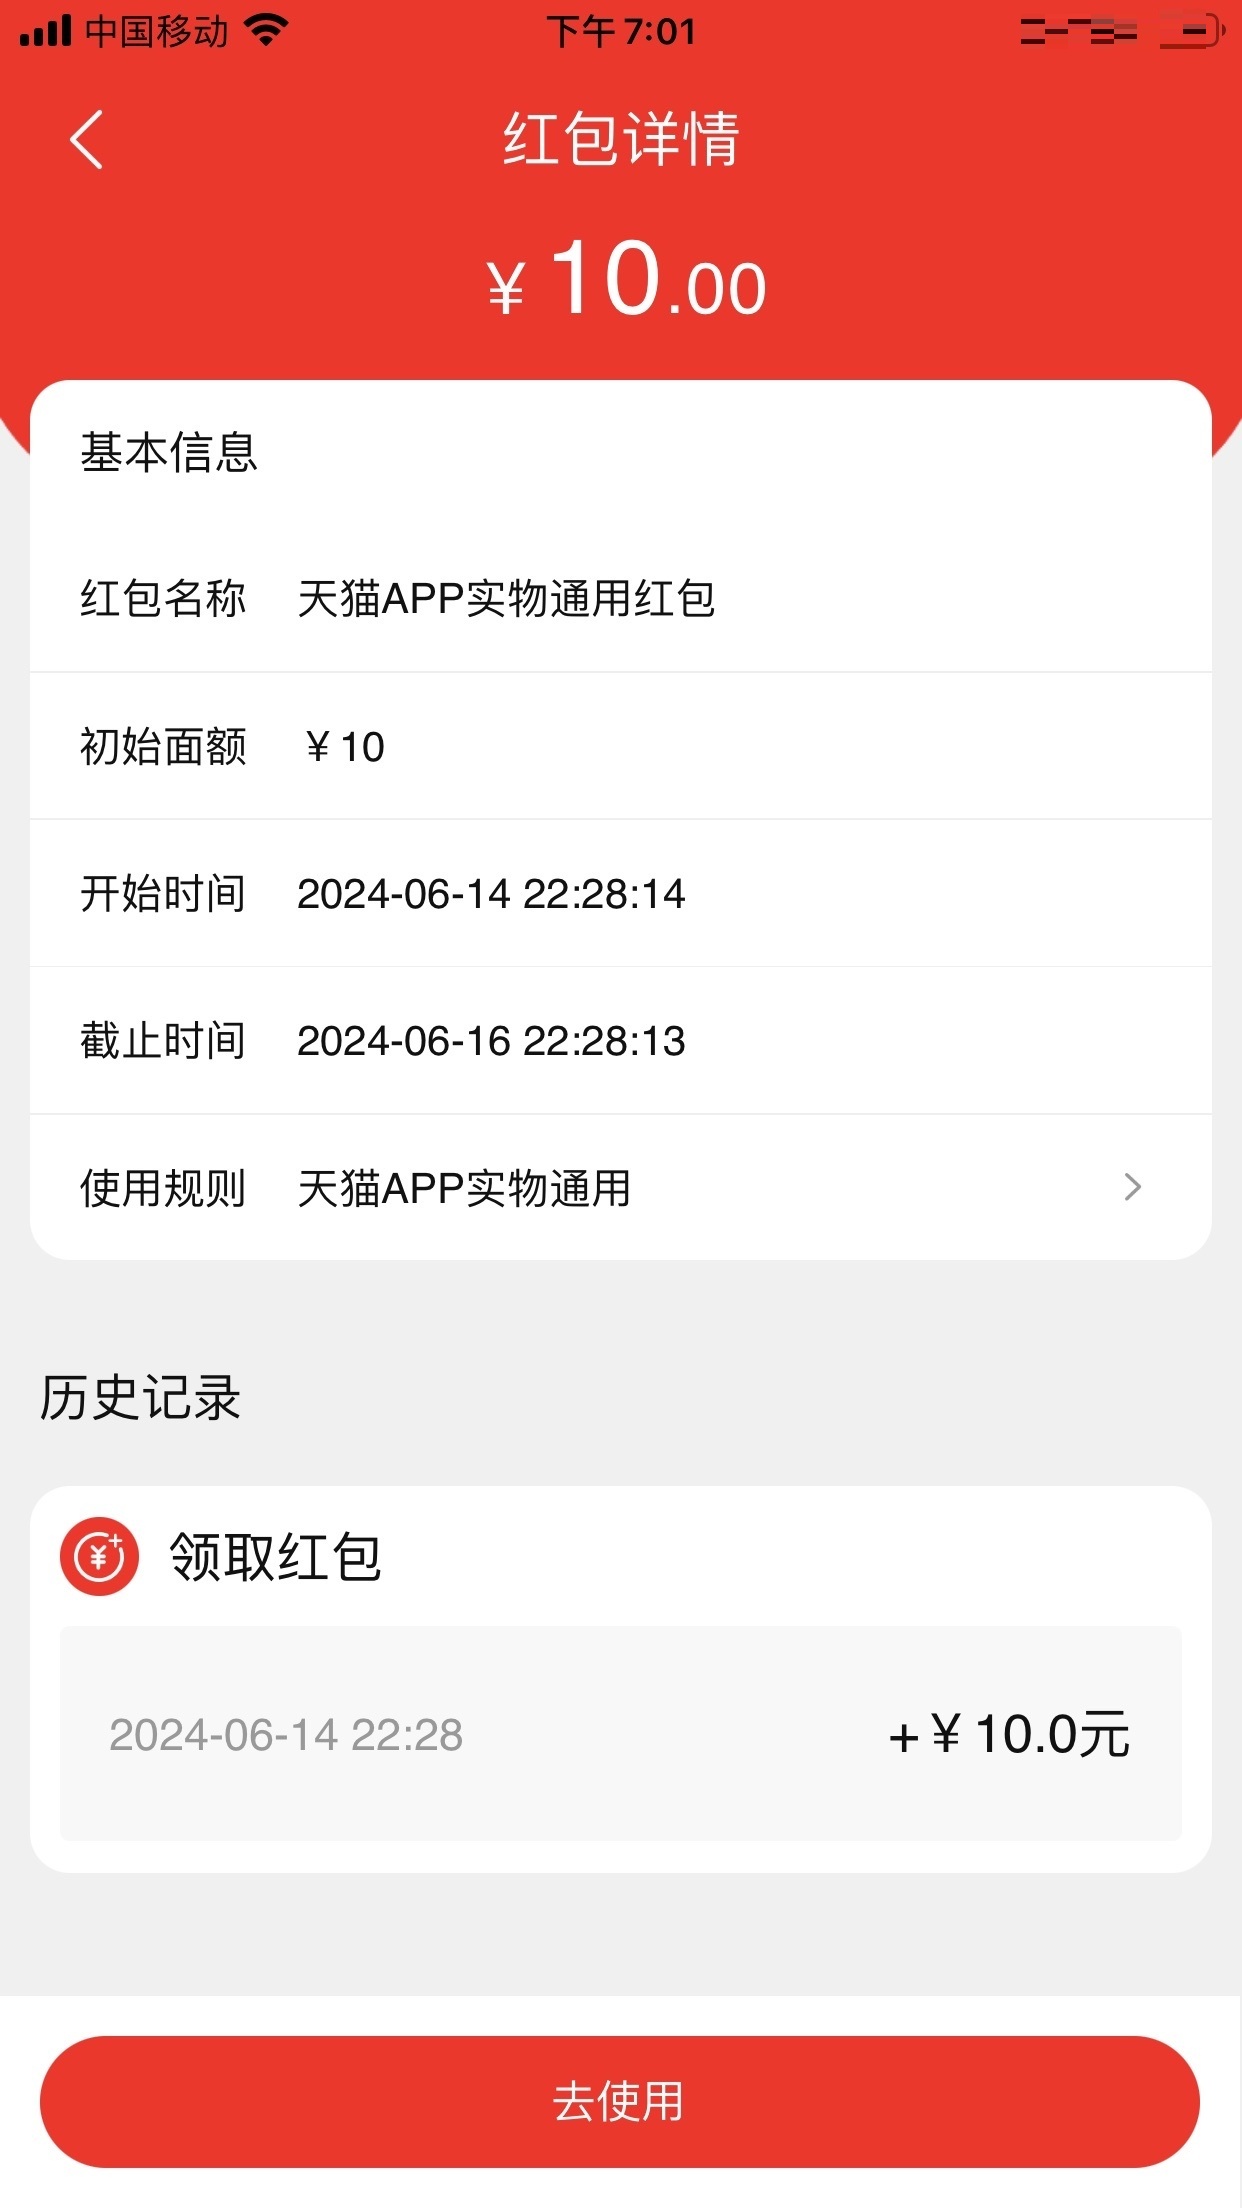 中国移动 下午 7:01
红包详情
¥ 10.00
基本信息
红包名称 天猫APP实物通用红包
初始面额 ¥ 10
开始时间 2024-06-14 22:28:14
截止时间 2024-06-16 22:28:13
使用规则 天猫APP实物通用
历史记录
领取红包
2024-06-14 22:28 +¥ 10.0元
去使用